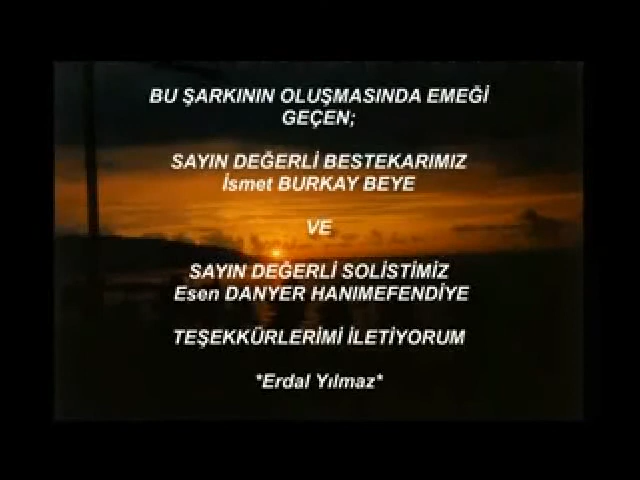 BU ŞARKININ OLUŞMASINDA EMEĞİ
GEÇEN;
SAYIN DEĞERLİ BESTEKARIMIZ
İsmet BURKAY BEYE
VE
SAYIN DEĞERLİ SOLİSTİMİZ
Esen DANYER HANIMEFENDİYE
TEŞEKKÜRLERİMİ İLETİYORUM
*Erdal Yılmaz*